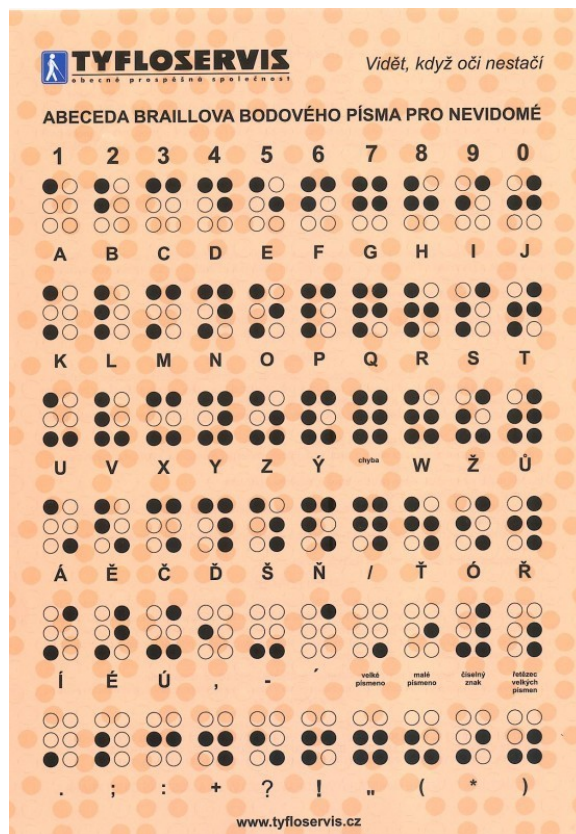 TYFLOSERVIS
obecně prospěšná společnost
Vidět, když oči nestačí
ABECEDA BRAILLOVA BODOVÉHO PÍSMA PRO NEVIDOMÉ
1 2 3 4 5 6 7 8 9 0
A B C D E F G H I J
K L M N O P Q R S T
U V X Y Z Ý chyba W Ž Ů
Á Ě Č Ď Š Ň / Ť Ó Ř
Í É Ú , - ´ velké písmeno malé písmeno číselný znak řetězec velkých písmen
. ; : + ? ! „ ( * )
www.tyfloservis.cz